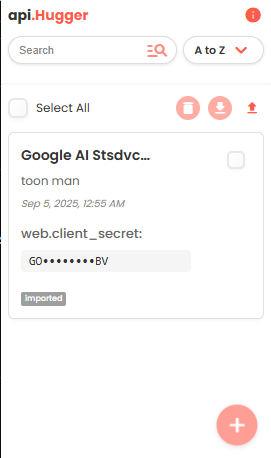 api.Hugger
Search
A to Z
Select All
Google AI Stsdvc...
toon man
Sep 5, 2025, 12:55 AM
web.client_secret:
GO••••••••BV
imported